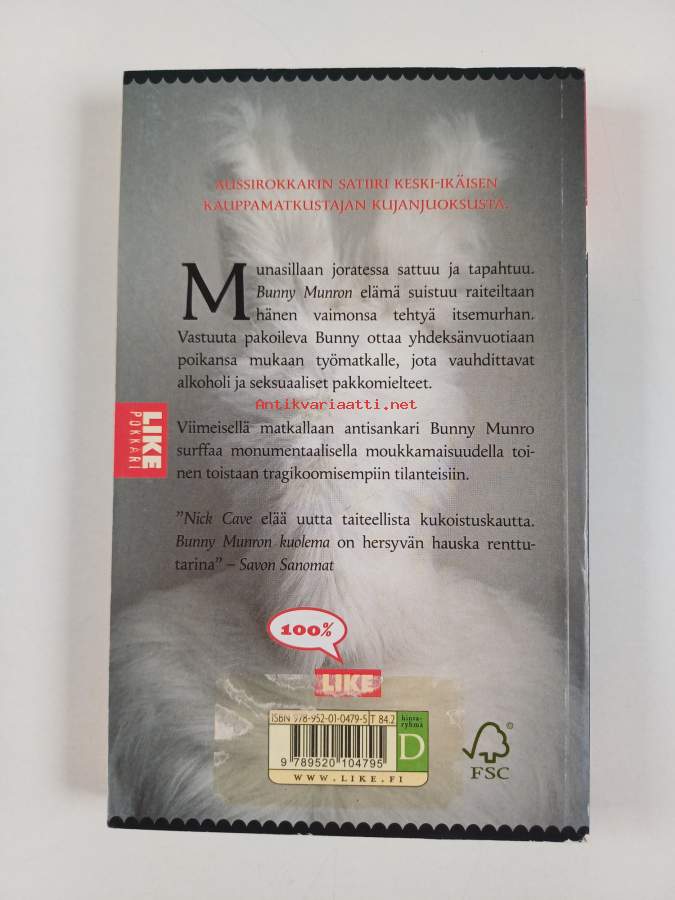 AUSSIROKKARIN SATIIRI KESKI-IKÄISEN
KAUPPAMATKUSTAJAN KUJANJUOKSUSTA.
Munasillaan joratessa sattuu ja tapahtuu.
Bunny Munron elämä suistuu raiteiltaan
hänen vaimonsa tehtyä itsemurhan.
Vastuuta pakoileva Bunny ottaa yhdeksänvuotiaan
poikansa mukaan työmatkalle, jota vauhdittavat
alkoholi ja seksuaaliset pakkomielteet.
Antikvariaatti.net
Viimeisellä matkallaan antisankari Bunny Munro
surffaa monumentaalisella moukkamaisuudella toi-
nen toistaan tragikoomisempiin tilanteisiin.
"Nick Cave elää uutta taiteellista kukoistuskautta.
Bunny Munron kuolema on hersyvän hauska renttu-
tarina" – Savon Sanomat
LIKE
POKKARI
100%
LIKE
ISBN 978-952-01-0479-5 T 84.2
hinta-
ryhmä
D
9 789520 104795
WWW.LIKE.FI
FSC